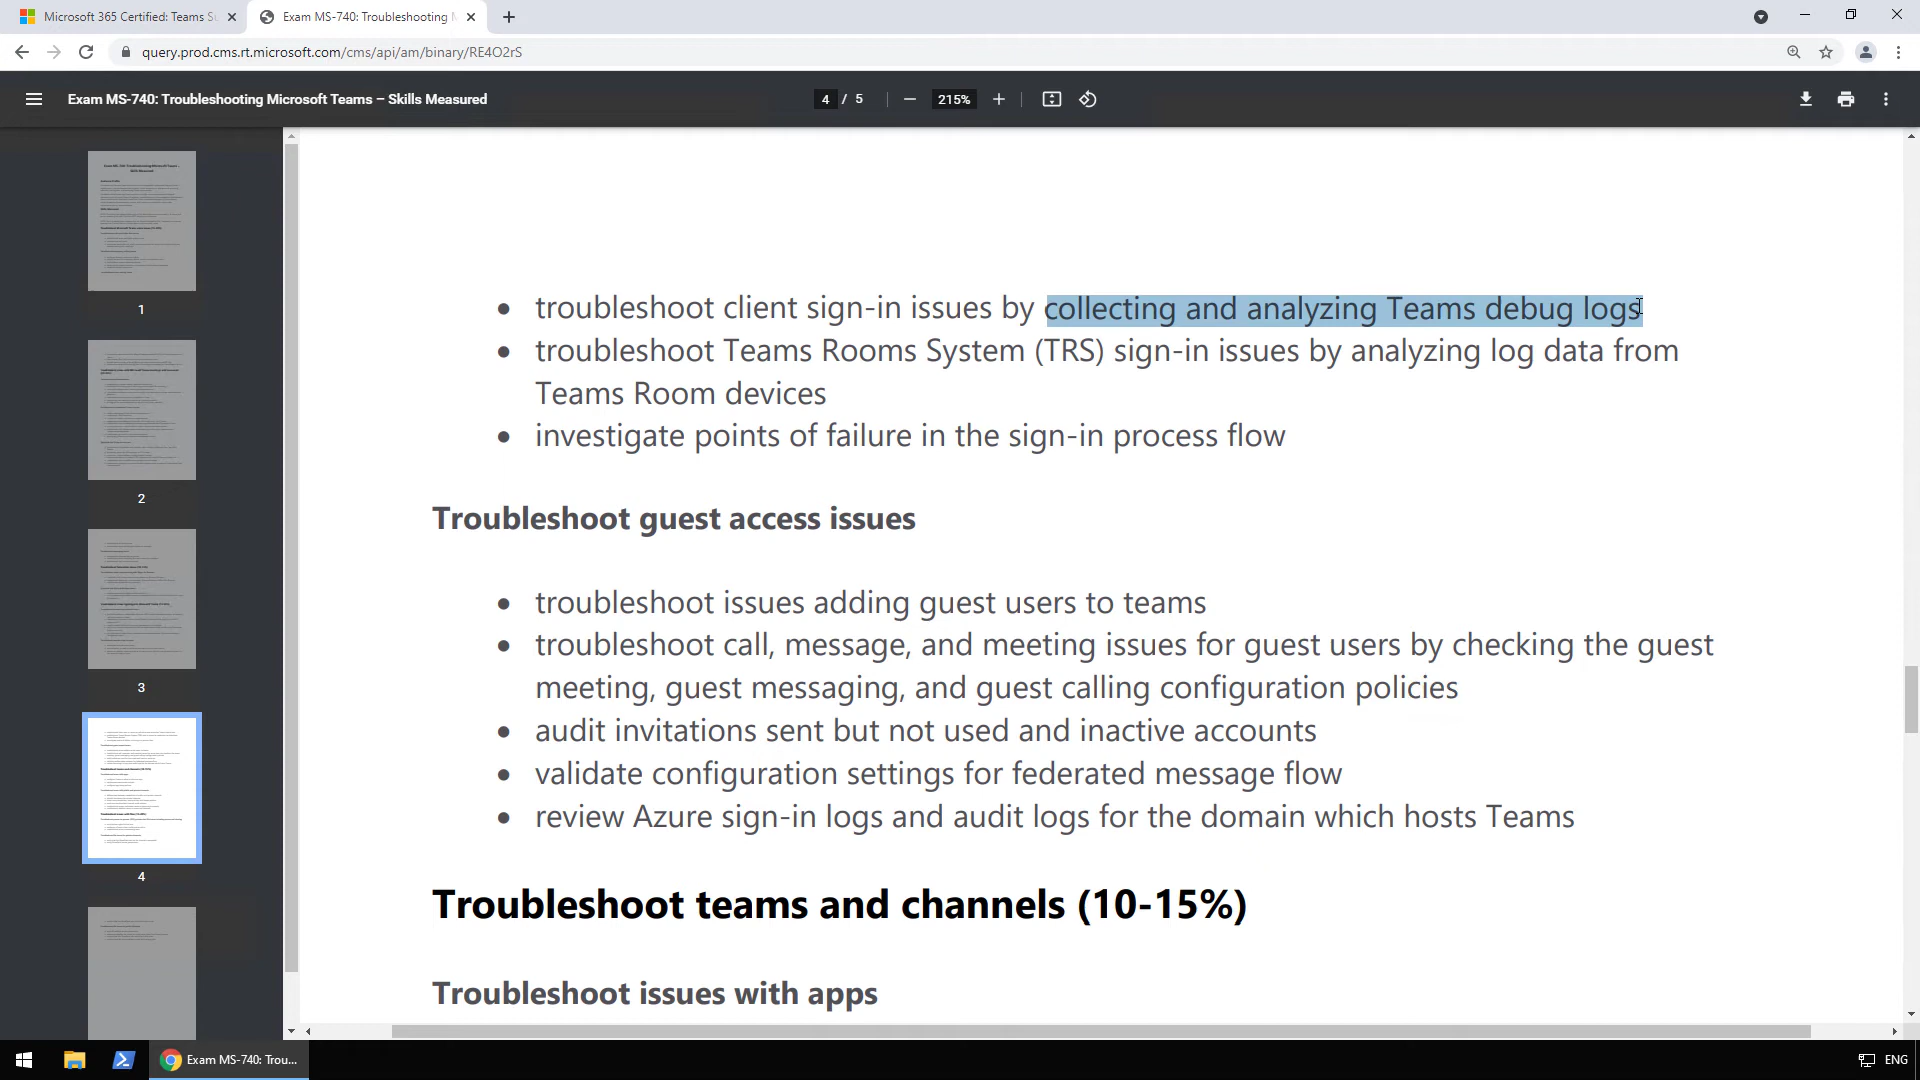 Microsoft 365 Certified: Teams Su
Exam MS-740: Troubleshooting M
query.prod.cms.rt.microsoft.com/cms/api/am/binary/RE4O2rS
Exam MS-740: Troubleshooting Microsoft Teams – Skills Measured
4 / 5
215%
1
2
3
4
• troubleshoot client sign-in issues by collecting and analyzing Teams debug logs
• troubleshoot Teams Rooms System (TRS) sign-in issues by analyzing log data from
Teams Room devices
• investigate points of failure in the sign-in process flow
Troubleshoot guest access issues
• troubleshoot issues adding guest users to teams
• troubleshoot call, message, and meeting issues for guest users by checking the guest
meeting, guest messaging, and guest calling configuration policies
• audit invitations sent but not used and inactive accounts
• validate configuration settings for federated message flow
• review Azure sign-in logs and audit logs for the domain which hosts Teams
Troubleshoot teams and channels (10-15%)
Troubleshoot issues with apps
Exam MS-740: Trou...
ENG